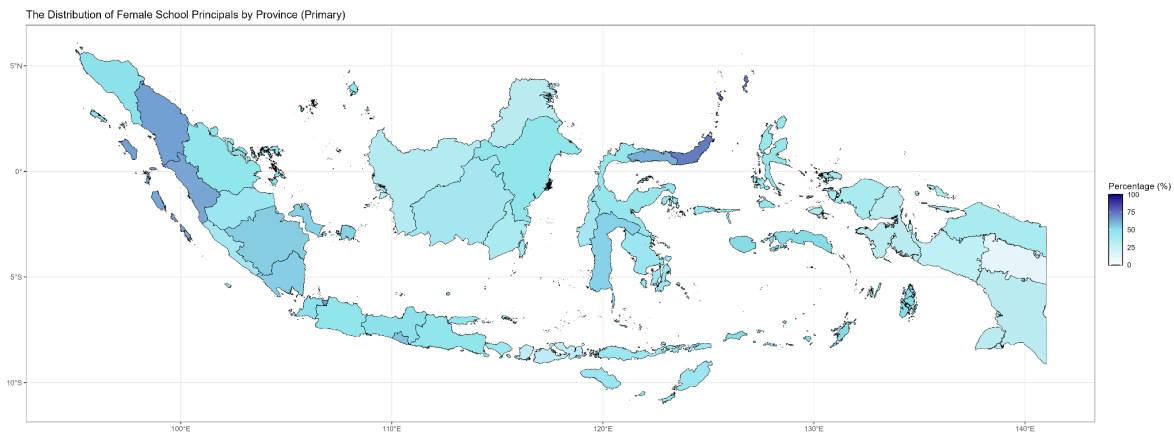 The Distribution of Female School Principals by Province (Primary)
5°N
0°
5°S
10°S
100°E
110°E
120°E
130°E
140°E
Percentage (%)
100
75
50
25
0